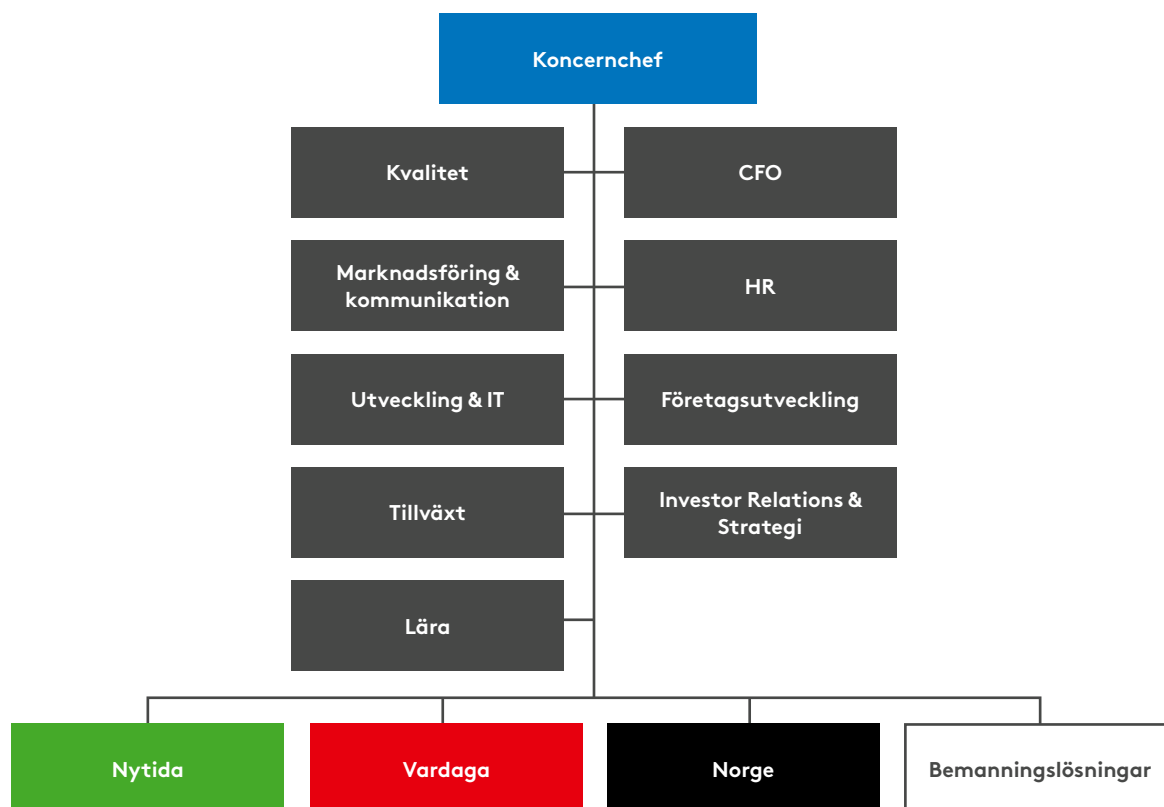 Koncernchef
Kvalitet
CFO
Marknadsföring &
kommunikation
HR
Utveckling & IT
Företagsutveckling
Tillväxt
Investor Relations &
Strategi
Lära
Nytida
Vardaga
Norge
Bemanningslösningar